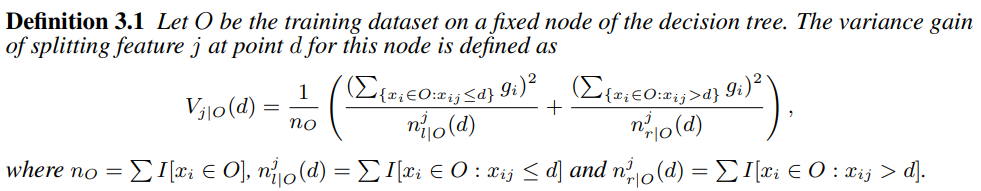 Definition 3.1 Let O be the training dataset on a fixed node of the decision tree. The variance gain
of splitting feature j at point d for this node is defined as
$$V_{j|O}(d) = \frac{1}{n_O} \left( \frac{(\sum_{\{x_i \in O : x_{ij} \leq d\}} g_i)^2}{n^j_{l|O}(d)} + \frac{(\sum_{\{x_i \in O : x_{ij} > d\}} g_i)^2}{n^j_{r|O}(d)} \right),$$
where $n_O = \sum I[x_i \in O]$, $n^j_{l|O}(d) = \sum I[x_i \in O : x_{ij} \leq d]$ and $n^j_{r|O}(d) = \sum I[x_i \in O : x_{ij} > d]$.